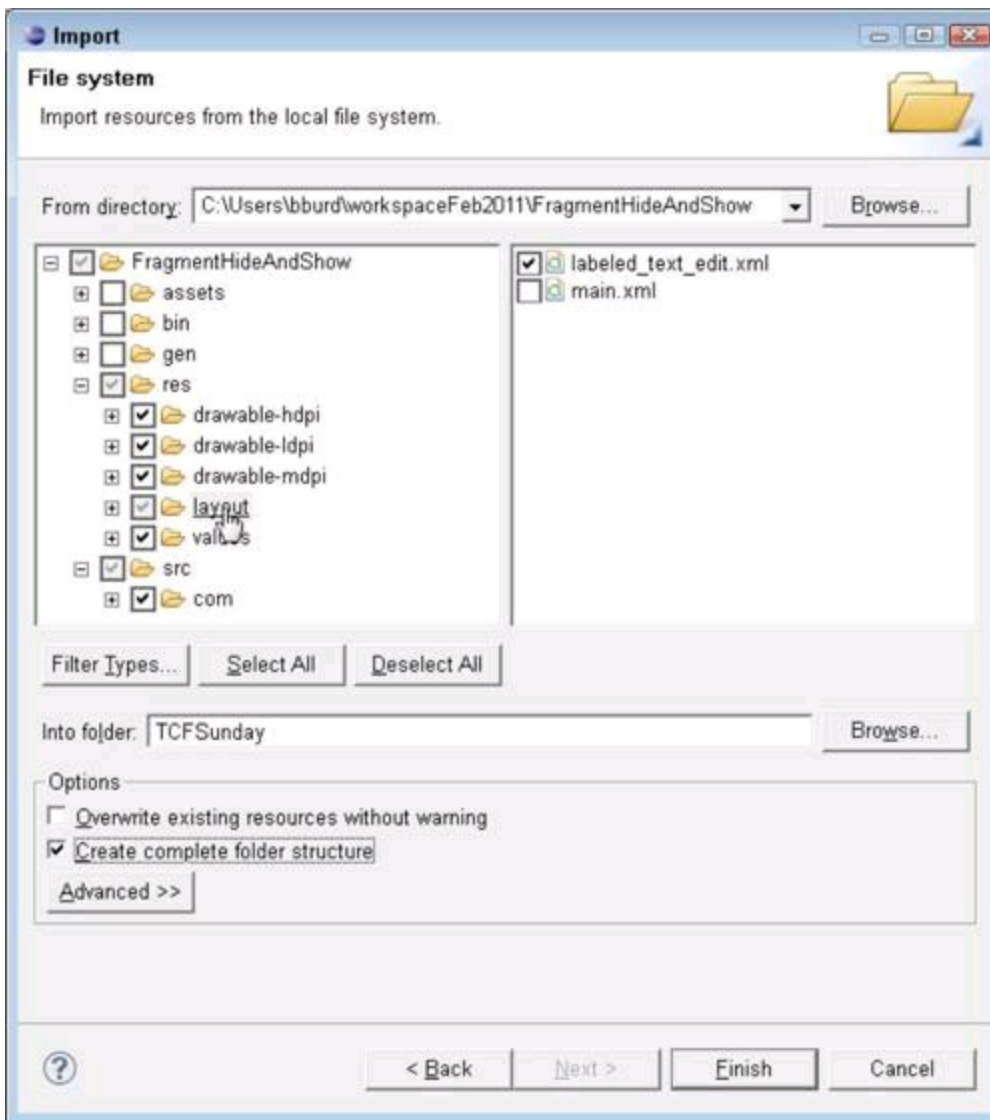 Import
File system
Import resources from the local file system.
From directory: C:\Users\bburd\workspaceFeb2011\FragmentHideAndShow Browse...
FragmentHideAndShow
assets
bin
gen
res
drawable-hdpi
drawable-ldpi
drawable-mdpi
layout
values
src
com
labeled_text_edit.xml
main.xml
Filter Types... Select All Deselect All
Into folder: TCFSunday Browse...
Options
Overwrite existing resources without warning
Create complete folder structure
Advanced >>
? < Back Next > Finish Cancel